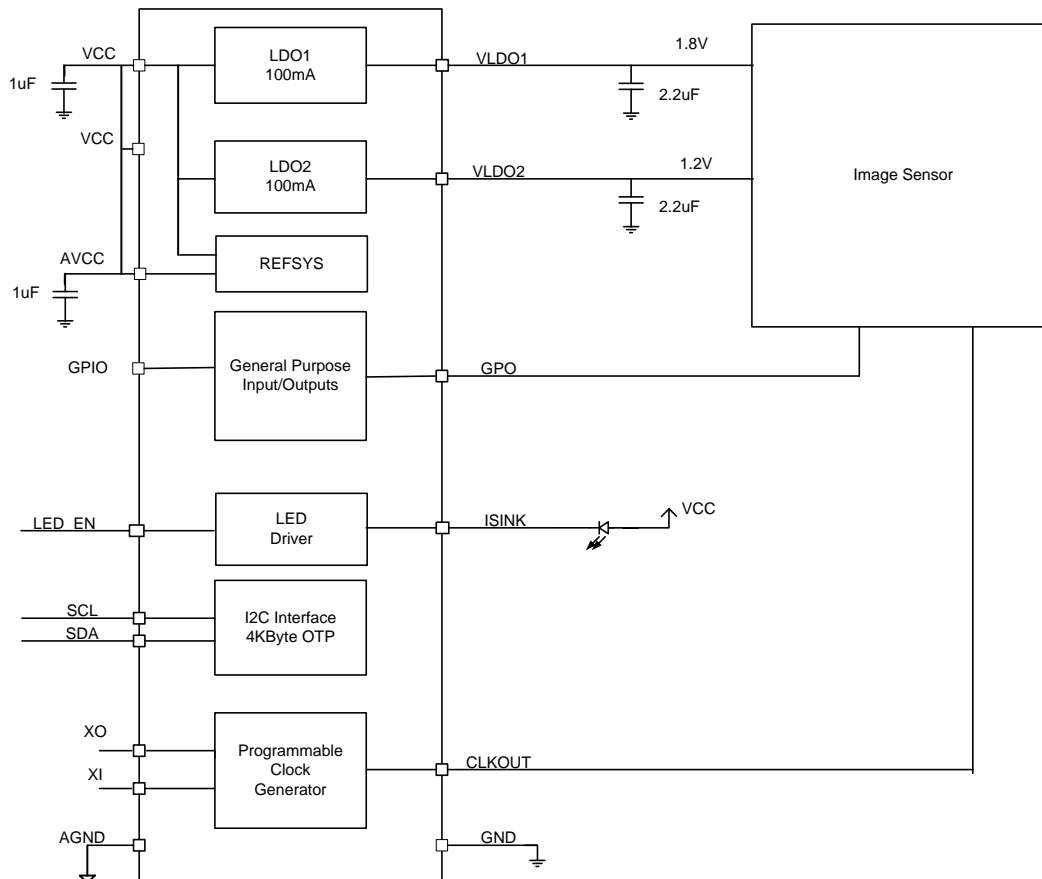 VCC
1uF
VCC
AVCC
1uF
GPIO
LED_EN
SCL
SDA
XO
XI
AGND
LDO1
100mA
LDO2
100mA
REFSYS
General Purpose
Input/Outputs
LED
Driver
I2C Interface
4KByte OTP
Programmable
Clock
Generator
VLDO1
1.8V
2.2uF
VLDO2
1.2V
2.2uF
GPO
ISINK
VCC
CLKOUT
GND
Image Sensor